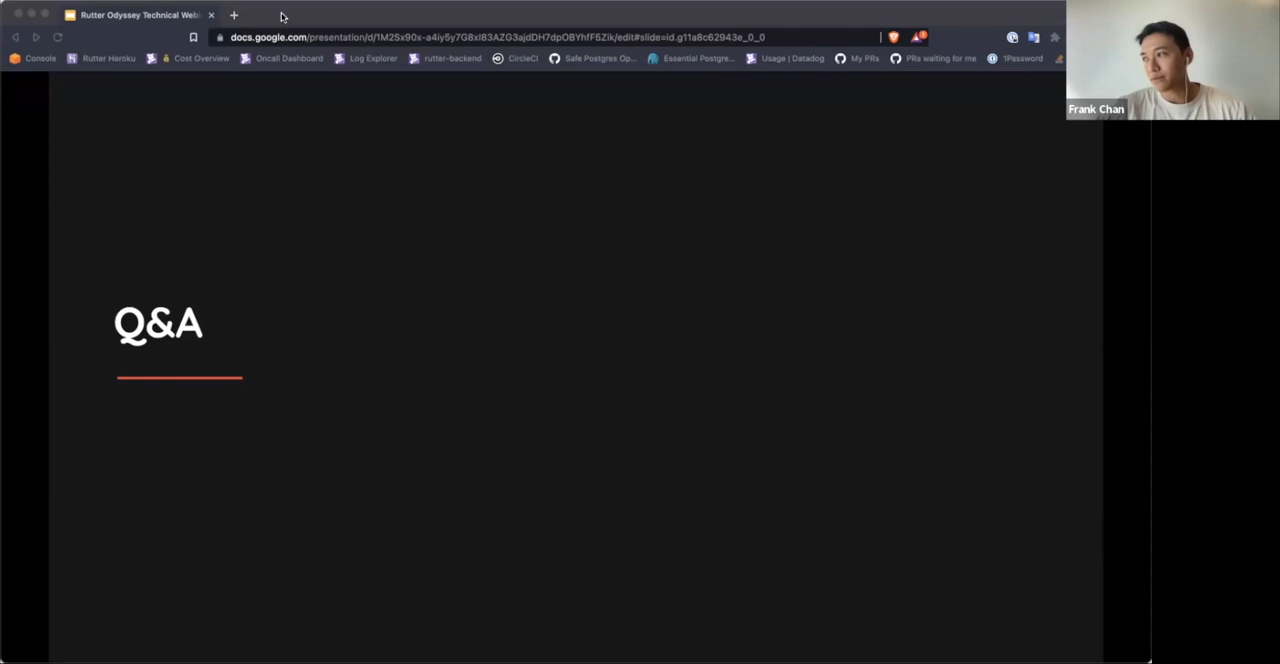 Rutter Odyssey Technical Web
docs.google.com/presentation/d/1M2Sx90x-a4iy5y7G8xI83AZG3ajdDH7dpOBYhfF5Zik/edit#slide=id.g11a8c62943e_0_0
Console Rutter Heroku Cost Overview Oncall Dashboard Log Explorer rutter-backend CircleCI Safe Postgres Op... Essential Postgre... Usage | Datadog My PRs PRs waiting for me 1Password
Frank Chan
Q&A